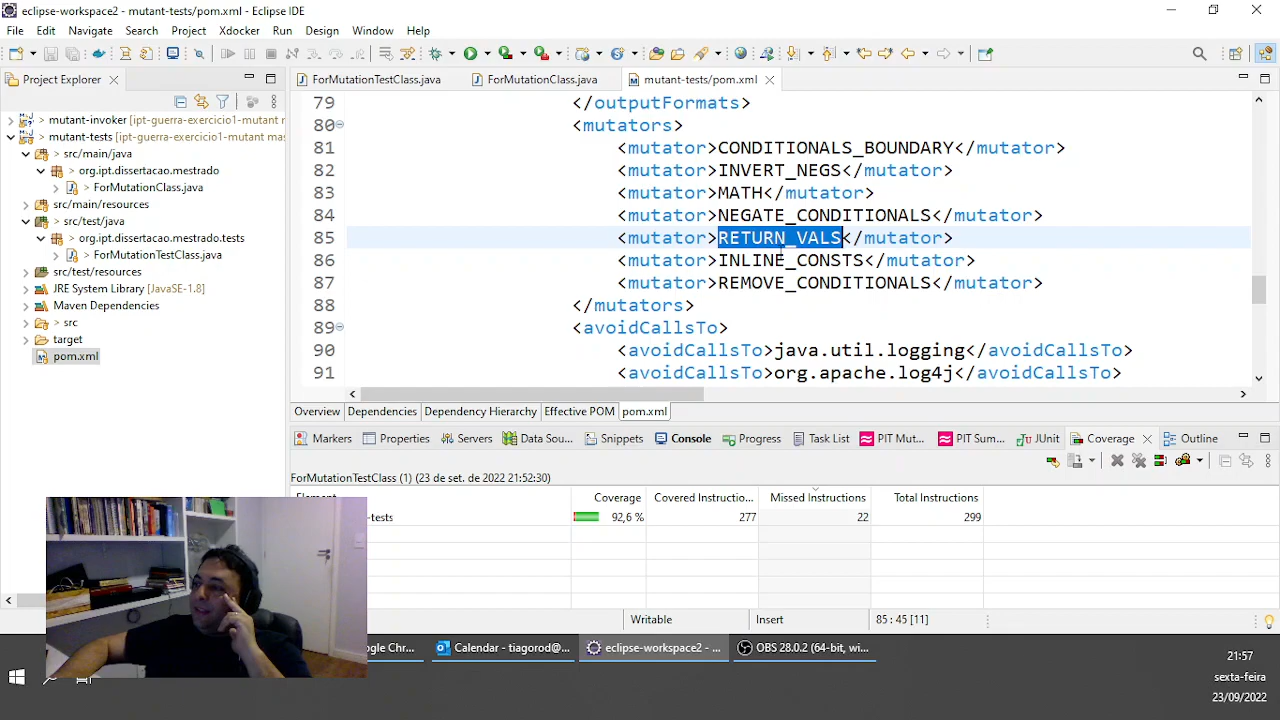 eclipse-workspace2 - mutant-tests/pom.xml - Eclipse IDE
File Edit Navigate Search Project Run Design Window Help
Project Explorer
ForMutationTestClass.java ForMutationClass.java mutant-tests/pom.xml
> mutant-invoker [ipt-guerra-exercicio1-mutant r
> mutant-tests [ipt-guerra-exercicio1-mutant mas
> src/main/java
> org.ipt.dissertacao.mestrado
> ForMutationClass.java
src/main/resources
> src/test/java
> org.ipt.dissertacao.mestrado.tests
> ForMutationTestClass.java
src/test/resources
JRE System Library [JavaSE-1.8]
Maven Dependencies
> src
target
pom.xml
79 </outputFormats>
80 <mutators>
81 <mutator>CONDITIONALS_BOUNDARY</mutator>
82 <mutator>INVERT_NEGS</mutator>
83 <mutator>MATH</mutator>
84 <mutator>NEGATE_CONDITIONALS</mutator>
85 <mutator>RETURN_VALS</mutator>
86 <mutator>INLINE_CONSTS</mutator>
87 <mutator>REMOVE_CONDITIONALS</mutator>
88 </mutators>
89 <avoidCallsTo>
90 <avoidCallsTo>java.util.logging</avoidCallsTo>
91 <avoidCallsTo>org.apache.log4j</avoidCallsTo>
Overview Dependencies Dependency Hierarchy Effective POM pom.xml
Markers Properties Servers Data Sou... Snippets Console Progress Task List PIT Mut... PIT Sum... JUnit Coverage Outline
ForMutationTestClass (1) (23 de set. de 2022 21:52:30)
Element Coverage Covered Instructio... Missed Instructions Total Instructions
-tests 92,6 % 277 22 299
Writable Insert 85 : 45 [11]
gle Chr... Calendar - tiagorod@... eclipse-workspace2 - ... OBS 28.0.2 (64-bit, wi...
21:57
sexta-feira
23/09/2022